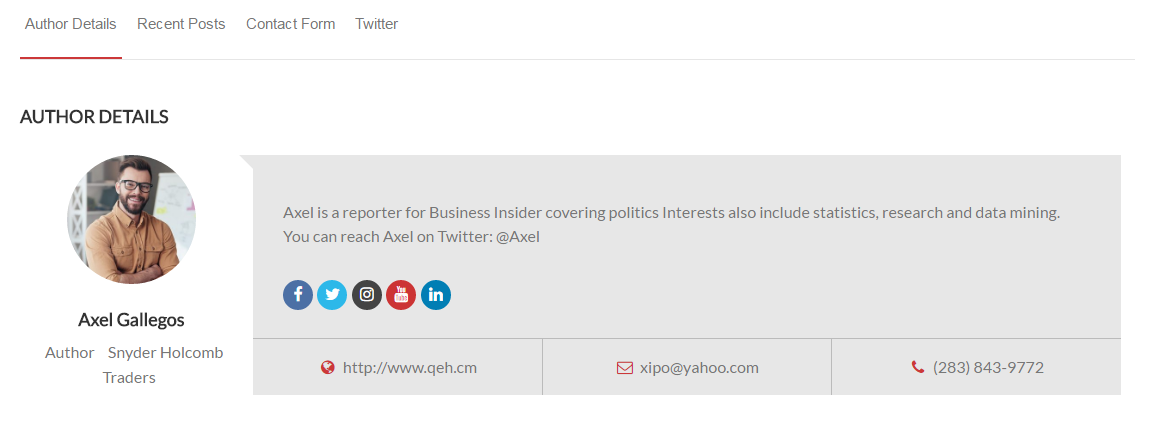 Author Details Recent Posts Contact Form Twitter
AUTHOR DETAILS
Axel is a reporter for Business Insider covering politics Interests also include statistics, research and data mining.
You can reach Axel on Twitter: @Axel
You Tube
Axel Gallegos
Author Snyder Holcomb
Traders
http://www.qeh.cm xipo@yahoo.com (283) 843-9772